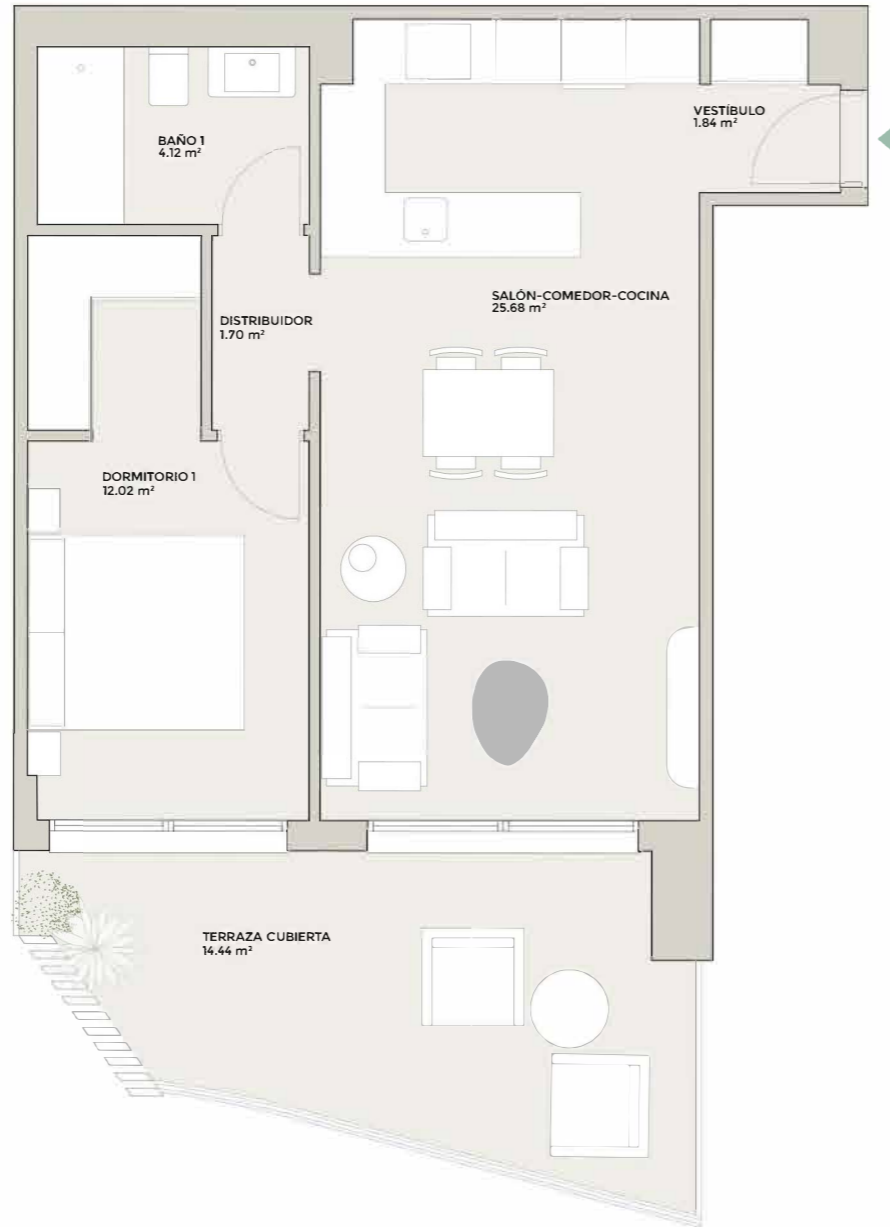 VESTÍBULO
1.84 m²
BAÑO 1
4.12 m²
SALÓN-COMEDOR-COCINA
25.68 m²
DISTRIBUIDOR
1.70 m²
DORMITORIO 1
12.02 m²
TERRAZA CUBIERTA
14.44 m²